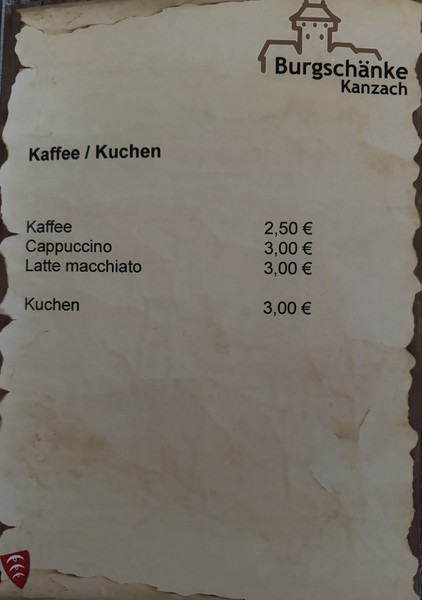 Burgschänke
Kanzach
Kaffee / Kuchen
Kaffee 2,50 €
Cappuccino 3,00 €
Latte macchiato 3,00 €
Kuchen 3,00 €